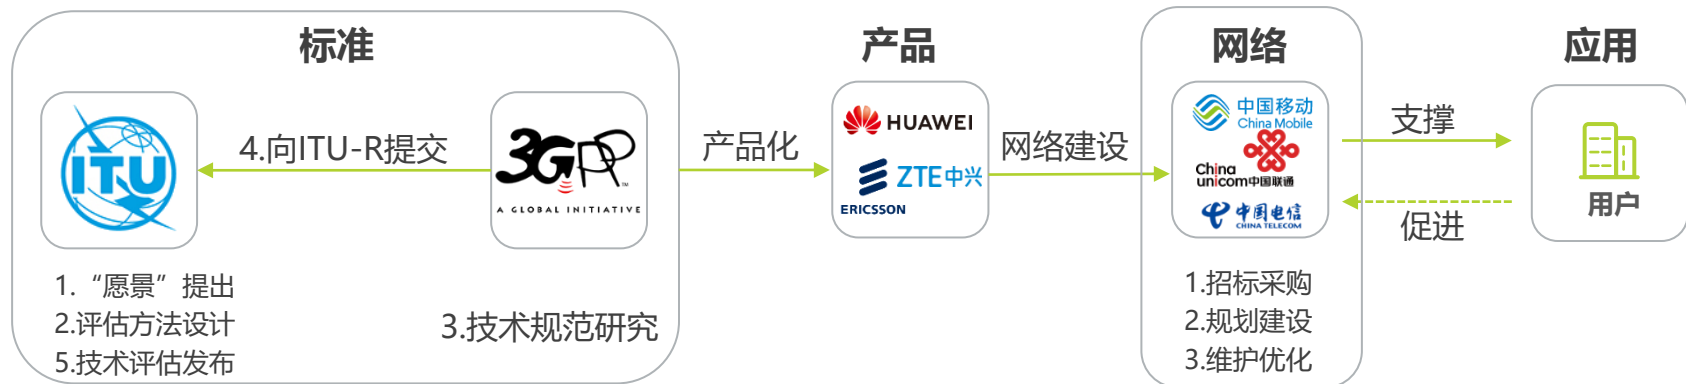 标准
ITU
4.向ITU-R提交
3GPP
TM
A GLOBAL INITIATIVE
1. “愿景”提出
2.评估方法设计
5.技术评估发布
3.技术规范研究
产品化
产品
HUAWEI
ERICSSON
ZTE中兴
网络建设
网络
中国移动
China Mobile
China
unicom中国联通
中国电信
CHINA TELECOM
1.招标采购
2.规划建设
3.维护优化
支撑
促进
应用
用户